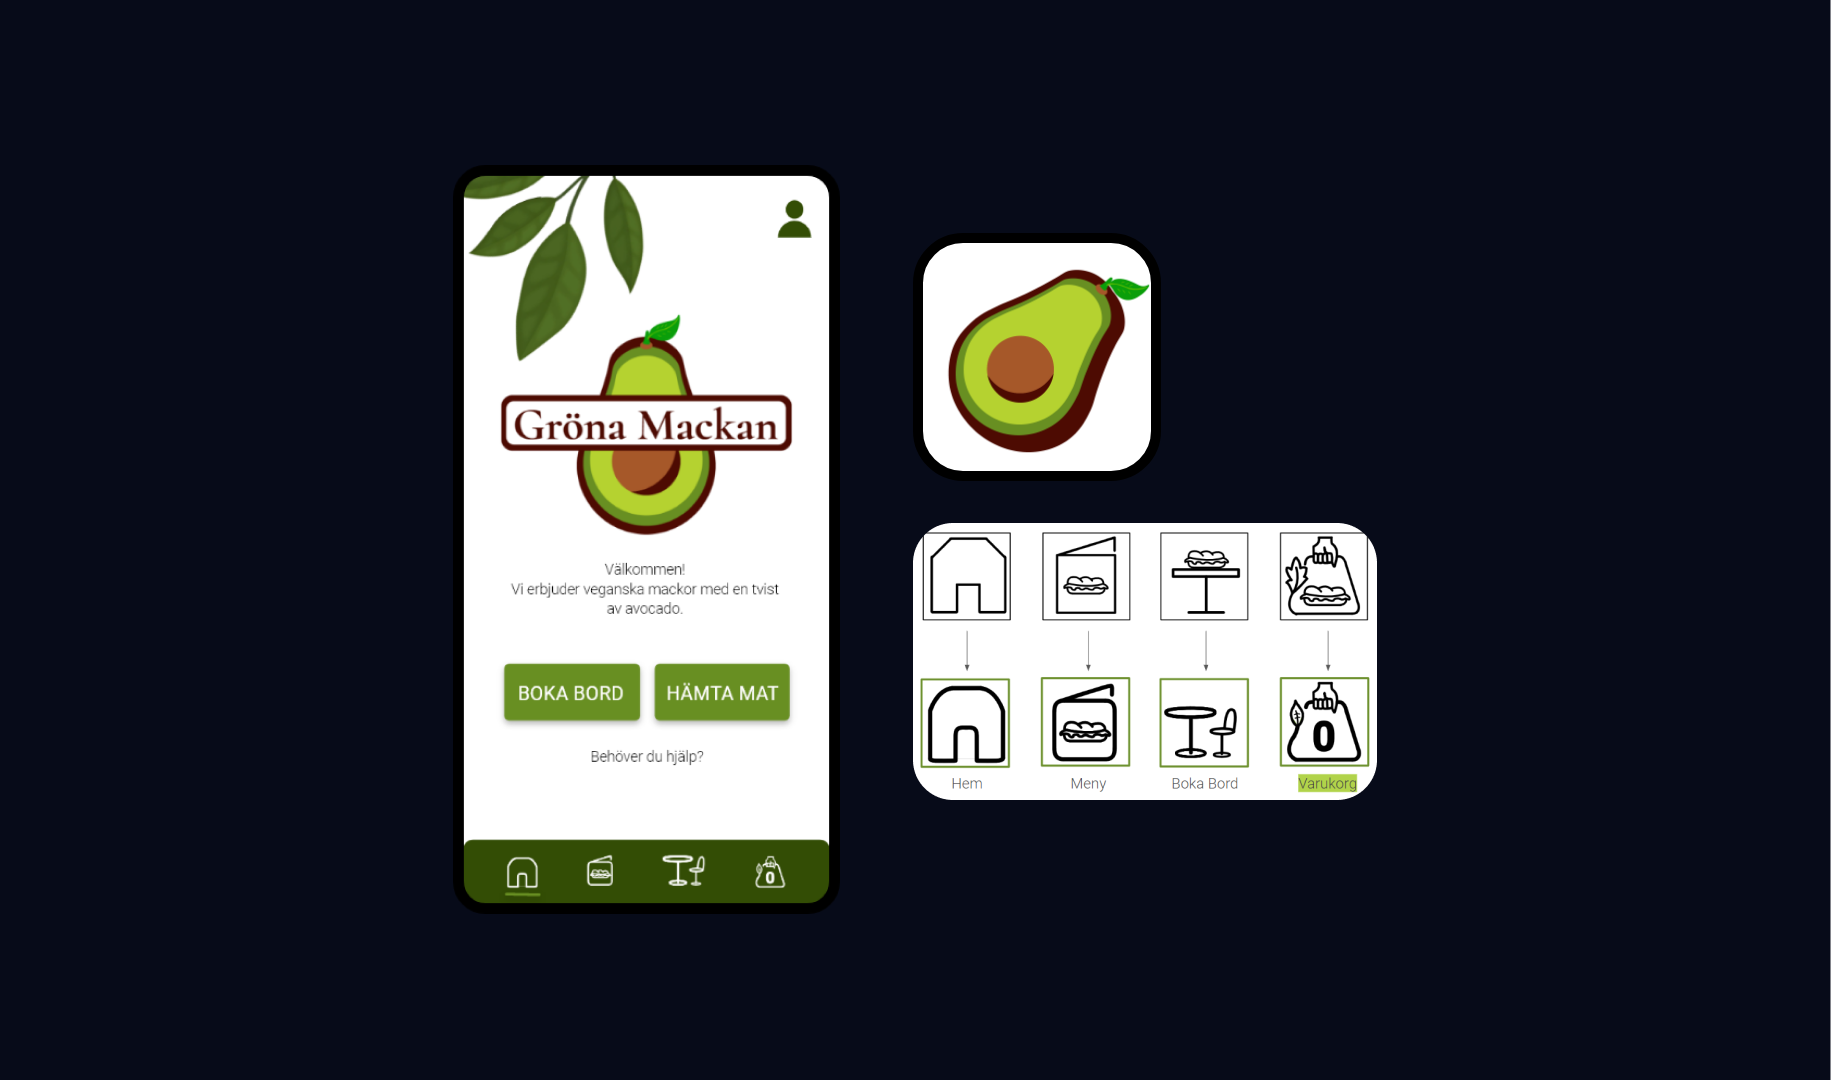 Gröna Mackan
Välkommen!
Vi erbjuder veganska mackor med en tvist
av avocado.
BOKA BORD
HÄMTA MAT
Behöver du hjälp?
0
0
Hem
Meny
Boka Bord
Varukorg